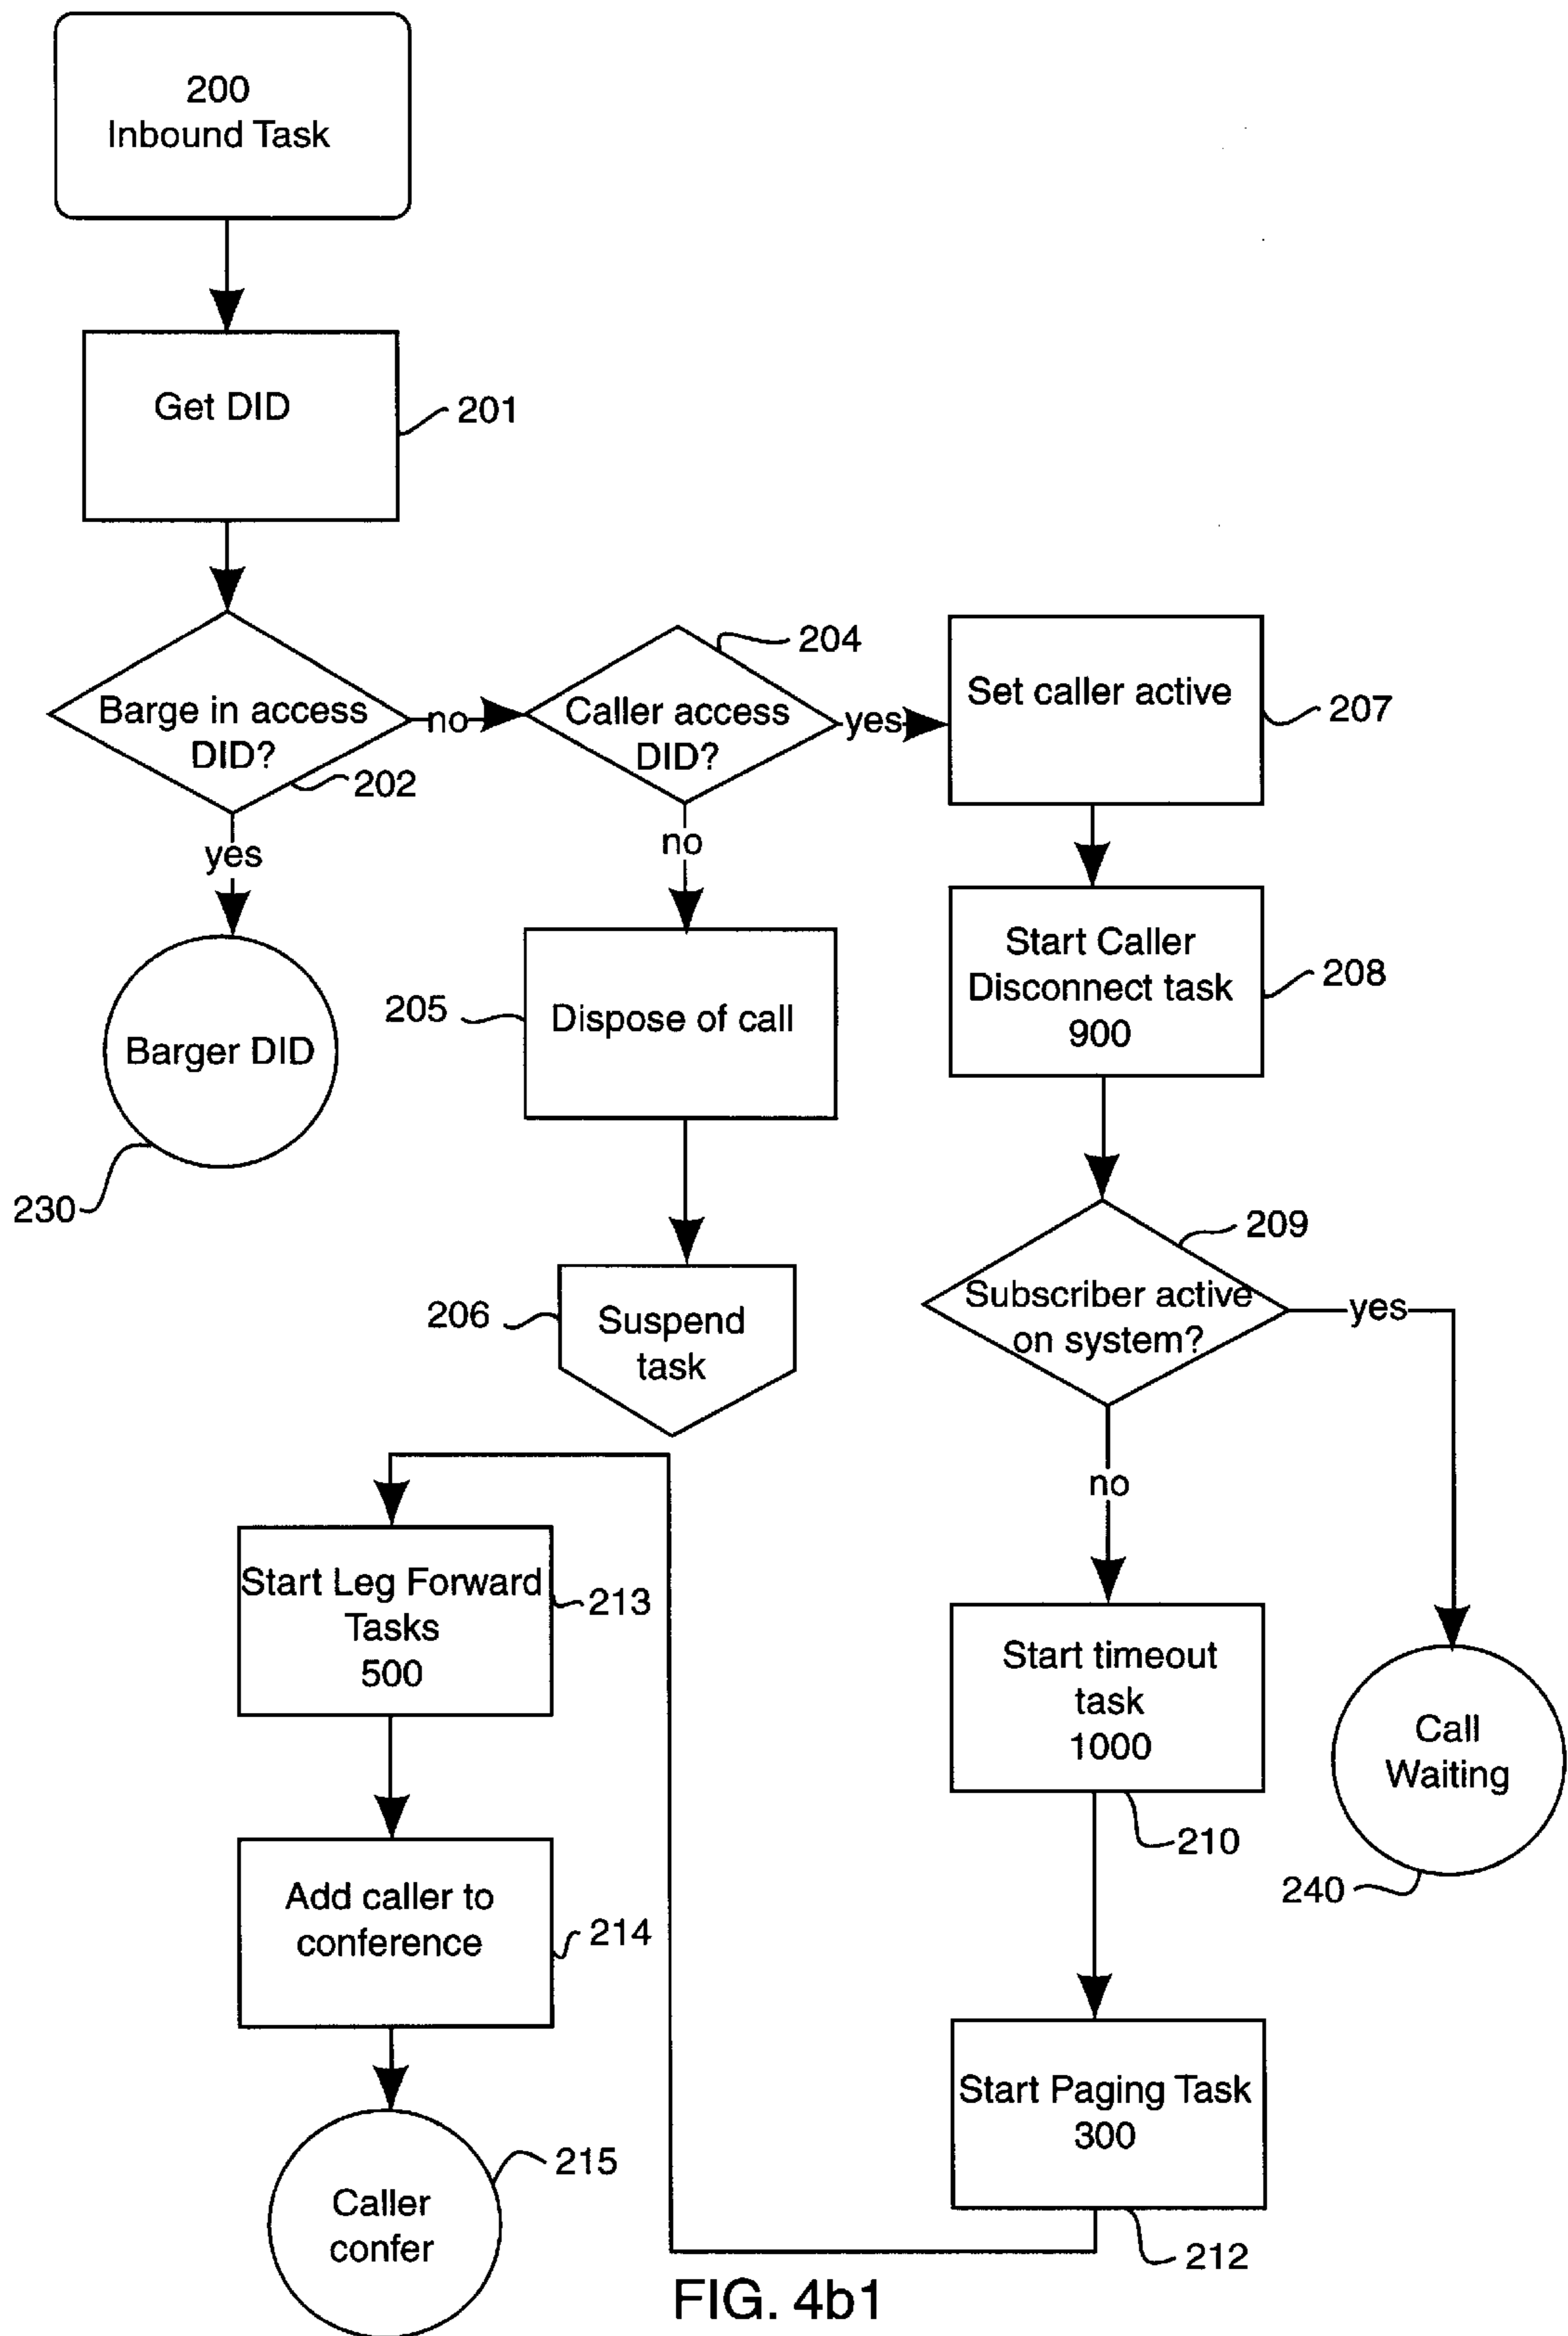 200
Inbound Task
Get DID
201
Barge in access
DID?
202
no
yes
Barger DID
230
204
Caller access
DID?
yes
no
205
Dispose of call
206
Suspend
task
Set caller active
207
Start Caller
Disconnect task
900
208
209
Subscriber active
on system?
yes
no
Call
Waiting
240
Start timeout
task
1000
210
Start Paging Task
300
212
Start Leg Forward
Tasks
500
213
Add caller to
conference
214
Caller
confer
215
FIG. 4b1